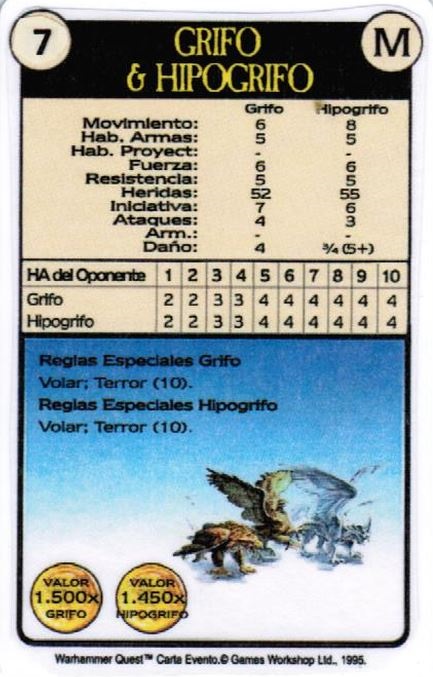 7
M
GRIFO
& HIPOGRIFO
Grifo Hipogrifo
Movimiento: 6 8
Hab. Armas: 5 5
Hab. Proyect: - -
Fuerza: 6 6
Resistencia: 5 5
Heridas: 52 55
Iniciativa: 7 6
Ataques: 4 3
Arm.: - -
Daño: 4 ¾ (5+)
HA del Oponente 1 2 3 4 5 6 7 8 9 10
Grifo 2 2 3 3 4 4 4 4 4 4
Hipogrifo 2 2 3 3 4 4 4 4 4 4
Reglas Especiales Grifo
Volar; Terror (10).
Reglas Especiales Hipogrifo
Volar; Terror (10).
VALOR
1.500x
GRIFO
VALOR
1.450x
HIPOGRIFO
Warhammer Quest™ Carta Evento.© Games Workshop Ltd., 1995.